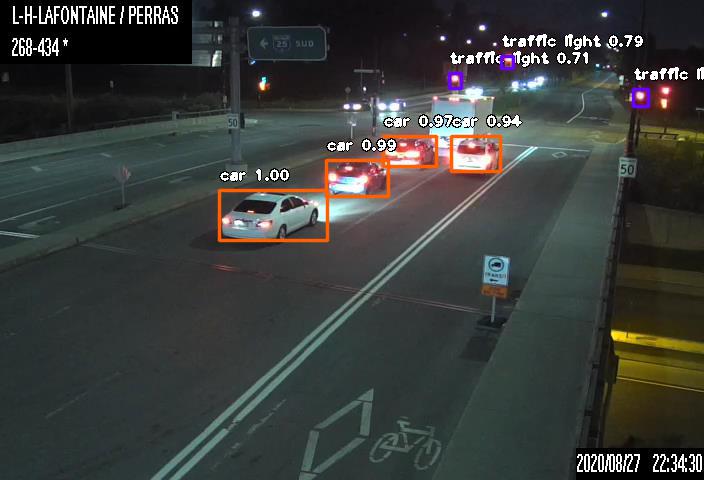 L-H-LAFONTAINE / PERRAS
268-434 *
25 SUD
traffic light 0.79
traffic light 0.71
traffic l
car 0.97
car 0.94
car 0.99
car 1.00
50
50
TRANSIT
2020/08/27 22:34:30